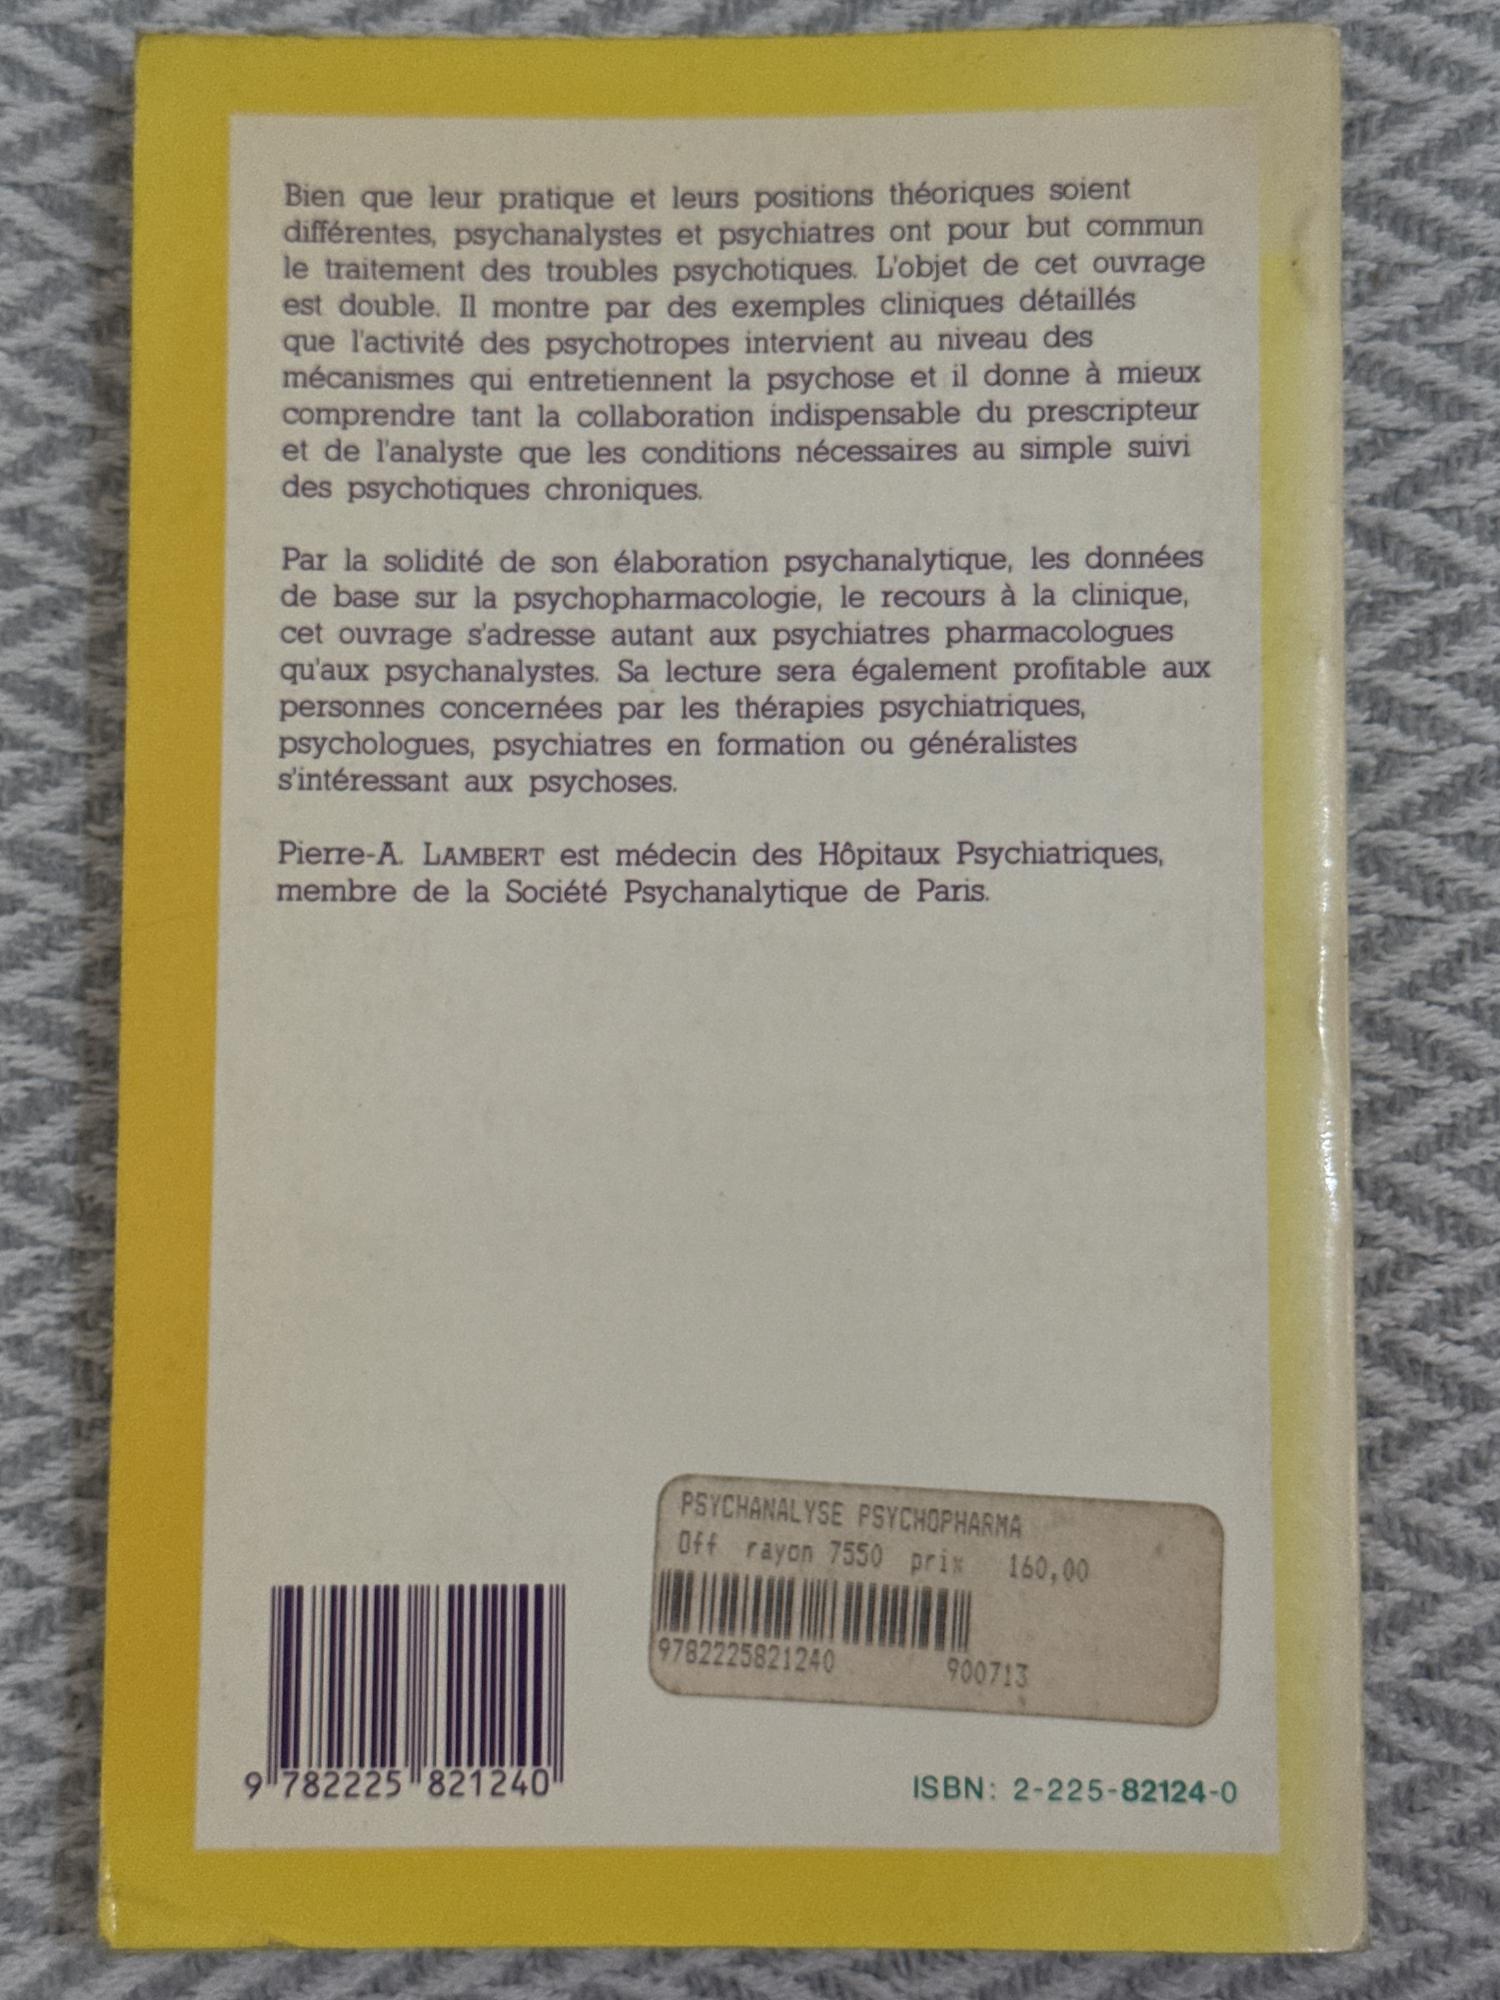 Bien que leur pratique et leurs positions théoriques soient
différentes, psychanalystes et psychiatres ont pour but commun
le traitement des troubles psychotiques. L'objet de cet ouvrage
est double. Il montre par des exemples cliniques détaillés
que l'activité des psychotropes intervient au niveau des
mécanismes qui entretiennent la psychose et il donne à mieux
comprendre tant la collaboration indispensable du prescripteur
et de l'analyste que les conditions nécessaires au simple suivi
des psychotiques chroniques.
Par la solidité de son élaboration psychanalytique, les données
de base sur la psychopharmacologie, le recours à la clinique,
cet ouvrage s'adresse autant aux psychiatres pharmacologues
qu'aux psychanalystes. Sa lecture sera également profitable aux
personnes concernées par les thérapies psychiatriques,
psychologues, psychiatres en formation ou généralistes
s'intéressant aux psychoses.
Pierre-A. LAMBERT est médecin des Hôpitaux Psychiatriques,
membre de la Société Psychanalytique de Paris.
PSYCHANALYSE PSYCHOPHARMA
Off rayon 7550 prix 160,00
9782225821240 900713
9 782225 821240
ISBN: 2-225-82124-0